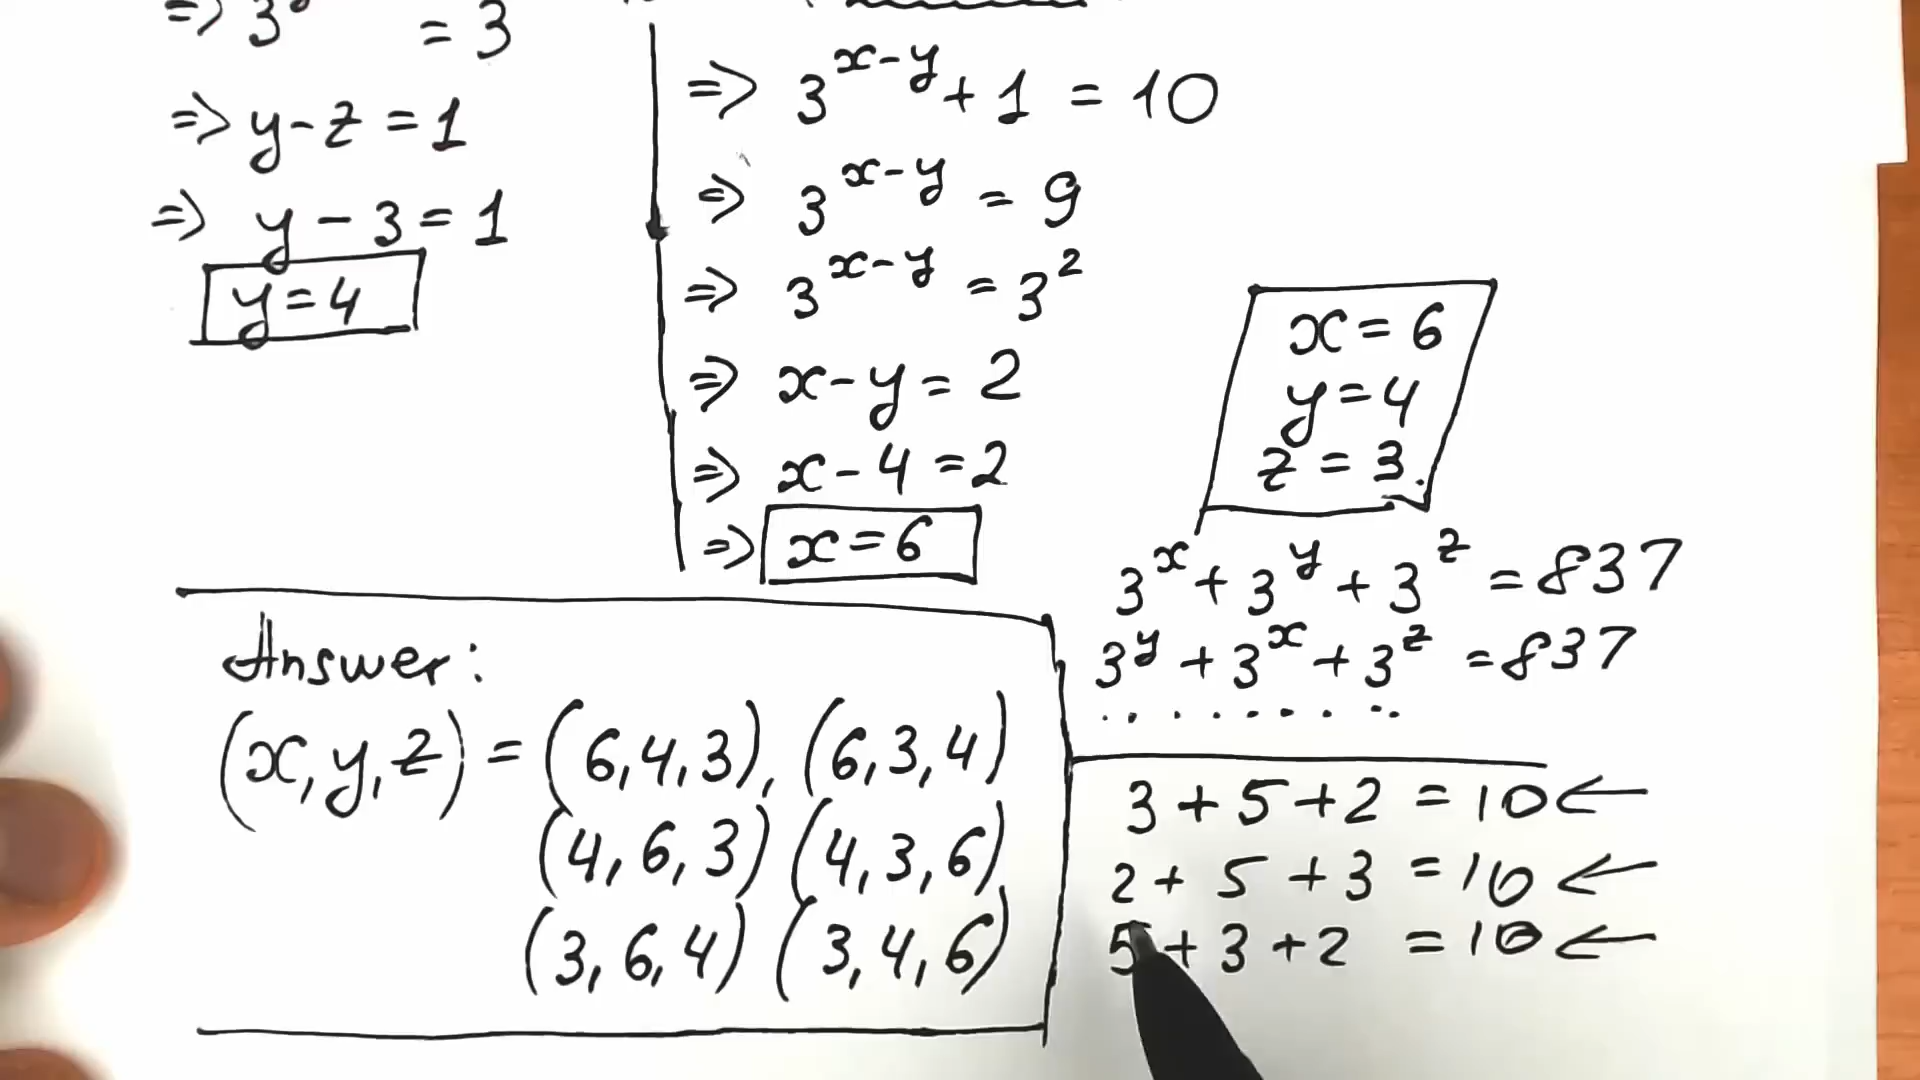 => 3^y = 3
=> y-z = 1
=> y - 3 = 1
y = 4
=> 3^{x-y} + 1 = 10
=> 3^{x-y} = 9
=> 3^{x-y} = 3^2
=> x-y = 2
=> x - 4 = 2
=> x = 6
x = 6
y = 4
z = 3.
3^x + 3^y + 3^z = 837
3^y + 3^x + 3^z = 837
. . . . . . . . .
Answer:
(x, y, z) = (6,4,3), (6,3,4)
(4, 6, 3) (4, 3, 6)
(3, 6, 4) (3, 4, 6)
3 + 5 + 2 = 10 ←
2 + 5 + 3 = 10 ←
5 + 3 + 2 = 10 ←